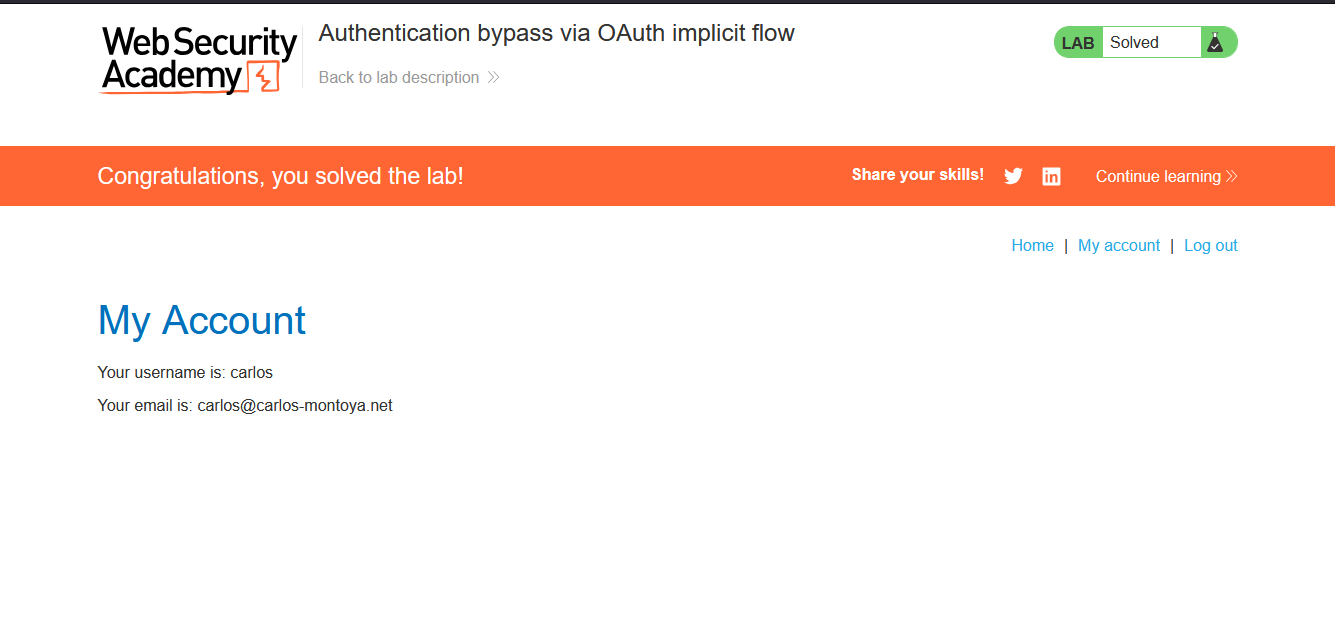 Web Security
Academy
Authentication bypass via OAuth implicit flow
Back to lab description
LAB Solved
Congratulations, you solved the lab!
Share your skills!
Continue learning
Home | My account | Log out
My Account
Your username is: carlos
Your email is: carlos@carlos-montoya.net